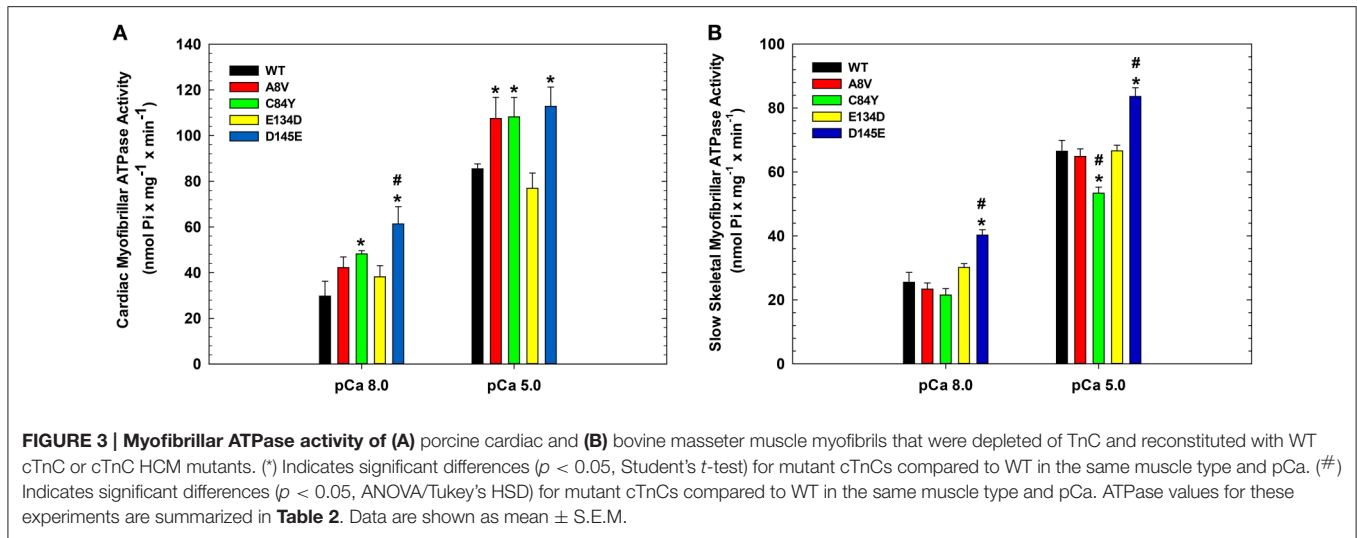 A
Cardiac Myofibrillar ATPase Activity
(nmol Pi x mg⁻¹ x min⁻¹)
140
120
100
80
60
40
20
0
WT
A8V
C84Y
E134D
D145E
*
#
*
*
*
*
pCa 8.0
pCa 5.0
B
Slow Skeletal Myofibrillar ATPase Activity
(nmol Pi x mg⁻¹ x min⁻¹)
100
80
60
40
20
0
WT
A8V
C84Y
E134D
D145E
#
*
#
*
#
*
pCa 8.0
pCa 5.0
FIGURE 3 | Myofibrillar ATPase activity of (A) porcine cardiac and (B) bovine masseter muscle myofibrils that were depleted of TnC and reconstituted with WT
cTnC or cTnC HCM mutants. (*) Indicates significant differences (p < 0.05, Student's t-test) for mutant cTnCs compared to WT in the same muscle type and pCa. (#)
Indicates significant differences (p < 0.05, ANOVA/Tukey's HSD) for mutant cTnCs compared to WT in the same muscle type and pCa. ATPase values for these
experiments are summarized in Table 2. Data are shown as mean ± S.E.M.